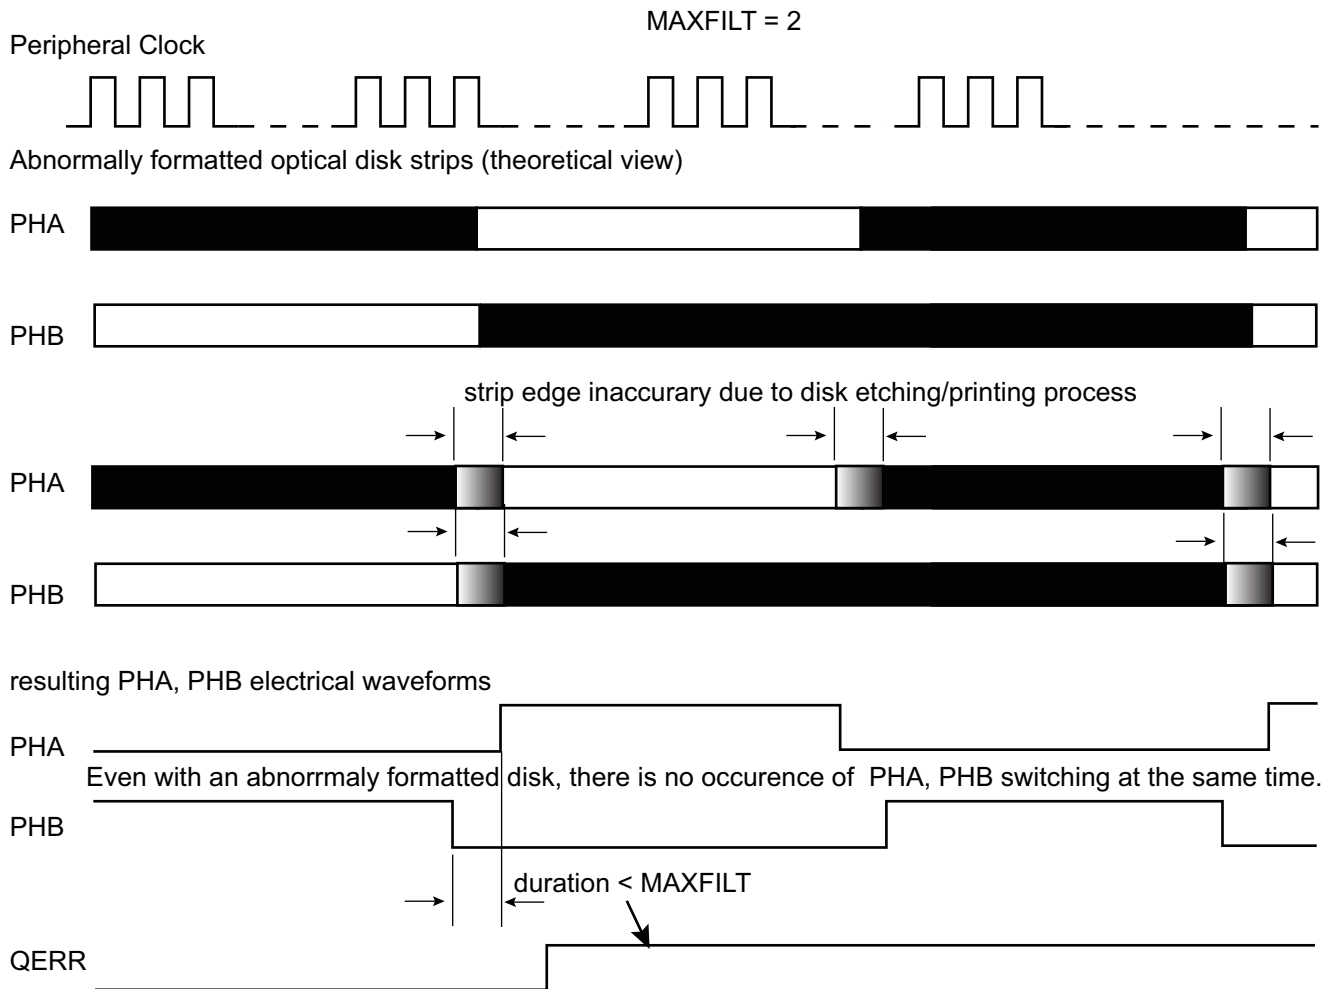 MAXFILT = 2
Peripheral Clock
Abnormally formatted optical disk strips (theoretical view)
PHA
PHB
strip edge inaccurary due to disk etching/printing process
PHA
PHB
resulting PHA, PHB electrical waveforms
PHA
Even with an abnorrmaly formatted disk, there is no occurence of PHA, PHB switching at the same time.
PHB
duration < MAXFILT
QERR